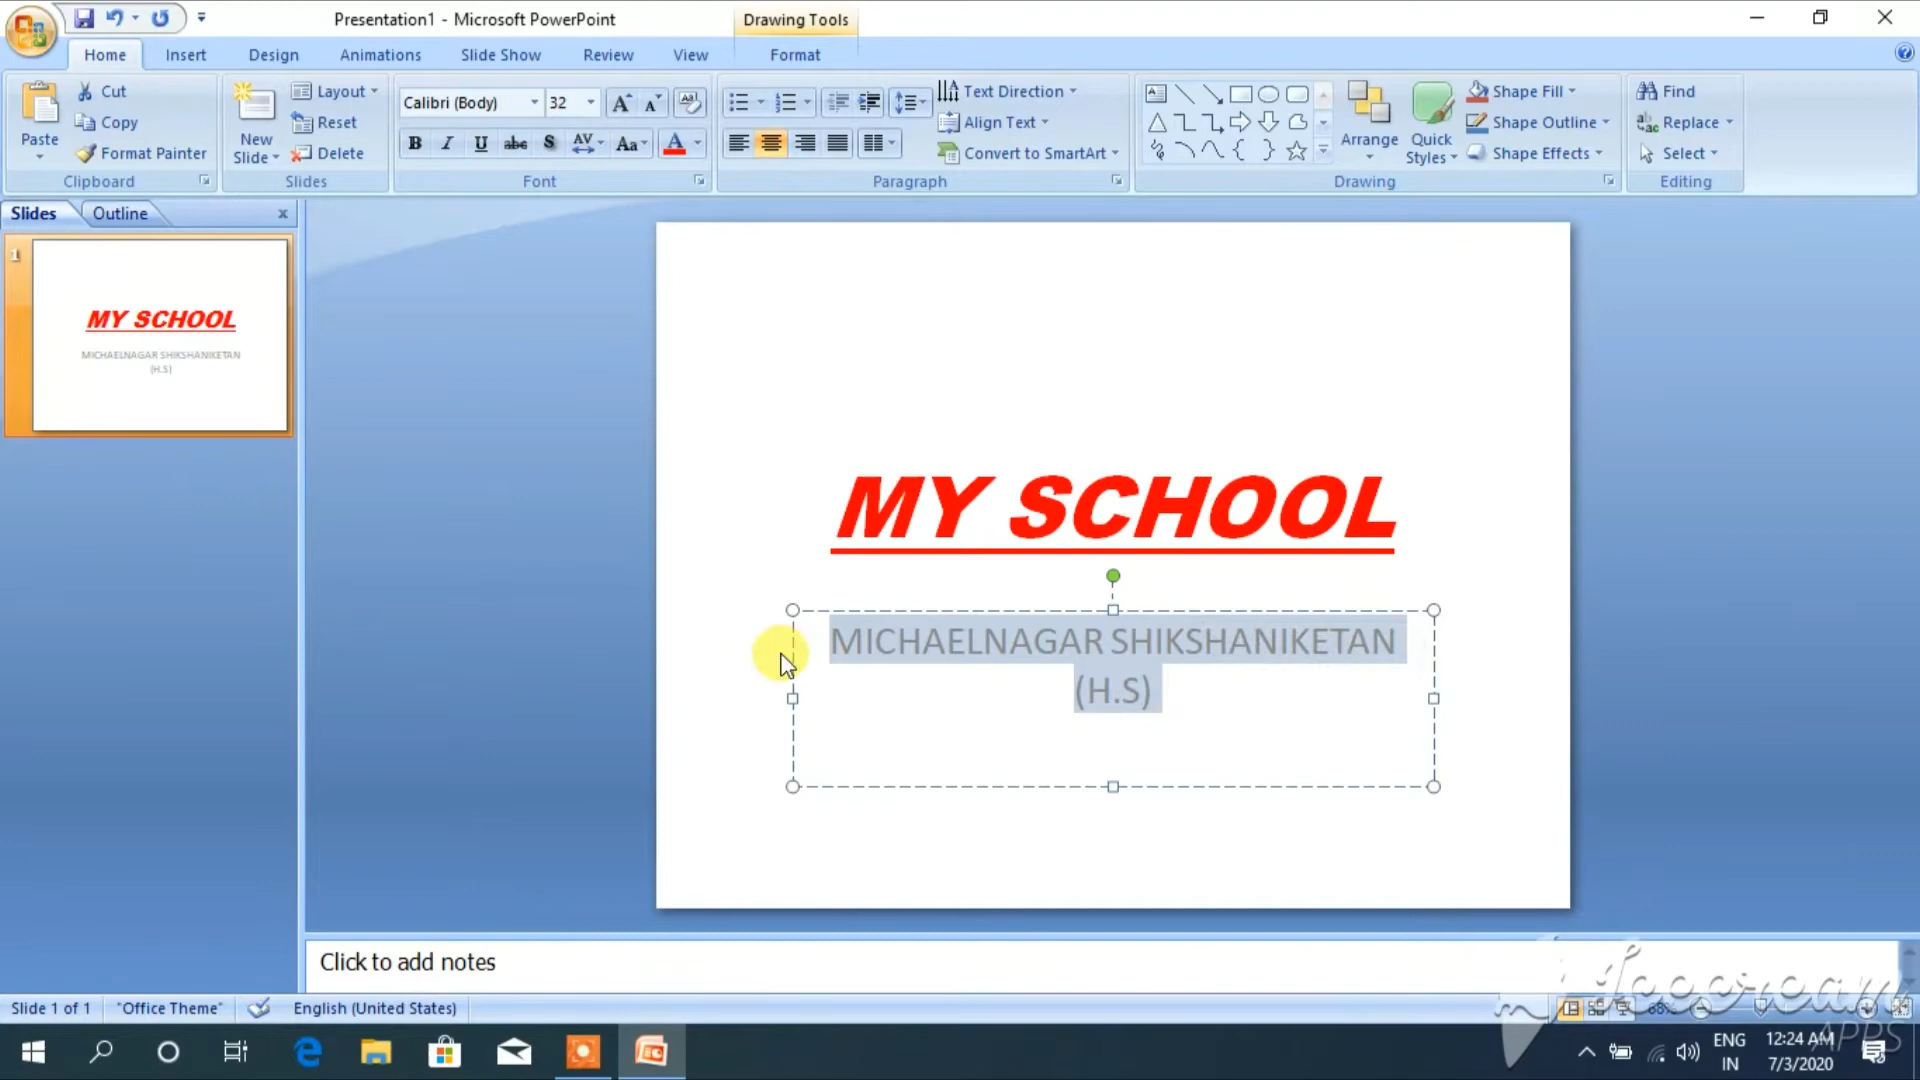 Presentation1 - Microsoft PowerPoint
Drawing Tools
Home Insert Design Animations Slide Show Review View Format
Paste
Cut
Copy
Format Painter
Clipboard
New Slide
Layout
Reset
Delete
Slides
Calibri (Body) 32
B I U abc S AV Aa A
Font
Text Direction
Align Text
Convert to SmartArt
Paragraph
Arrange
Quick Styles
Shape Fill
Shape Outline
Shape Effects
Drawing
Find
Replace
Select
Editing
Slides Outline x
1
MY SCHOOL
MICHAELNAGAR SHIKSHANIKETAN
(H.S)
MY SCHOOL
MICHAELNAGAR SHIKSHANIKETAN
(H.S)
Click to add notes
Slide 1 of 1 "Office Theme" English (United States) 68%
APPS
ENG
IN
12:24 AM
7/3/2020